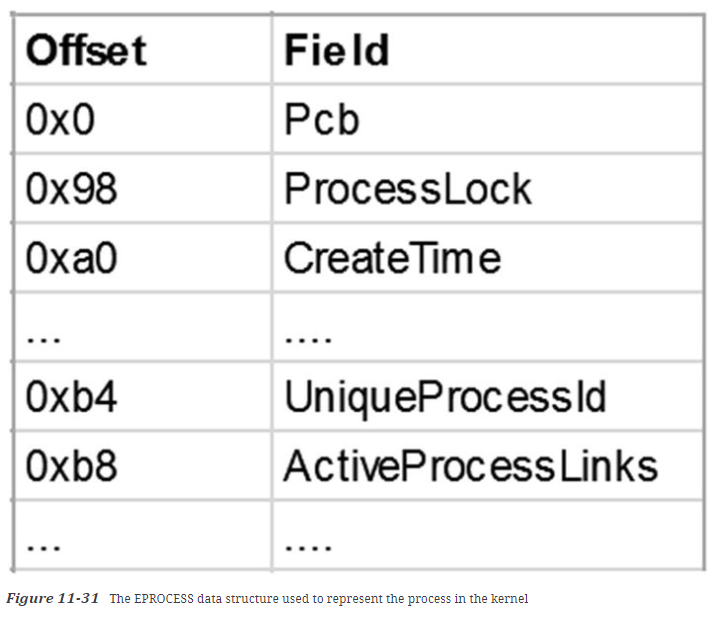 Offset Field
0x0 Pcb
0x98 ProcessLock
0xa0 CreateTime
... ....
0xb4 UniqueProcessId
0xb8 ActiveProcessLinks
... ....
Figure 11-31 The EPROCESS data structure used to represent the process in the kernel